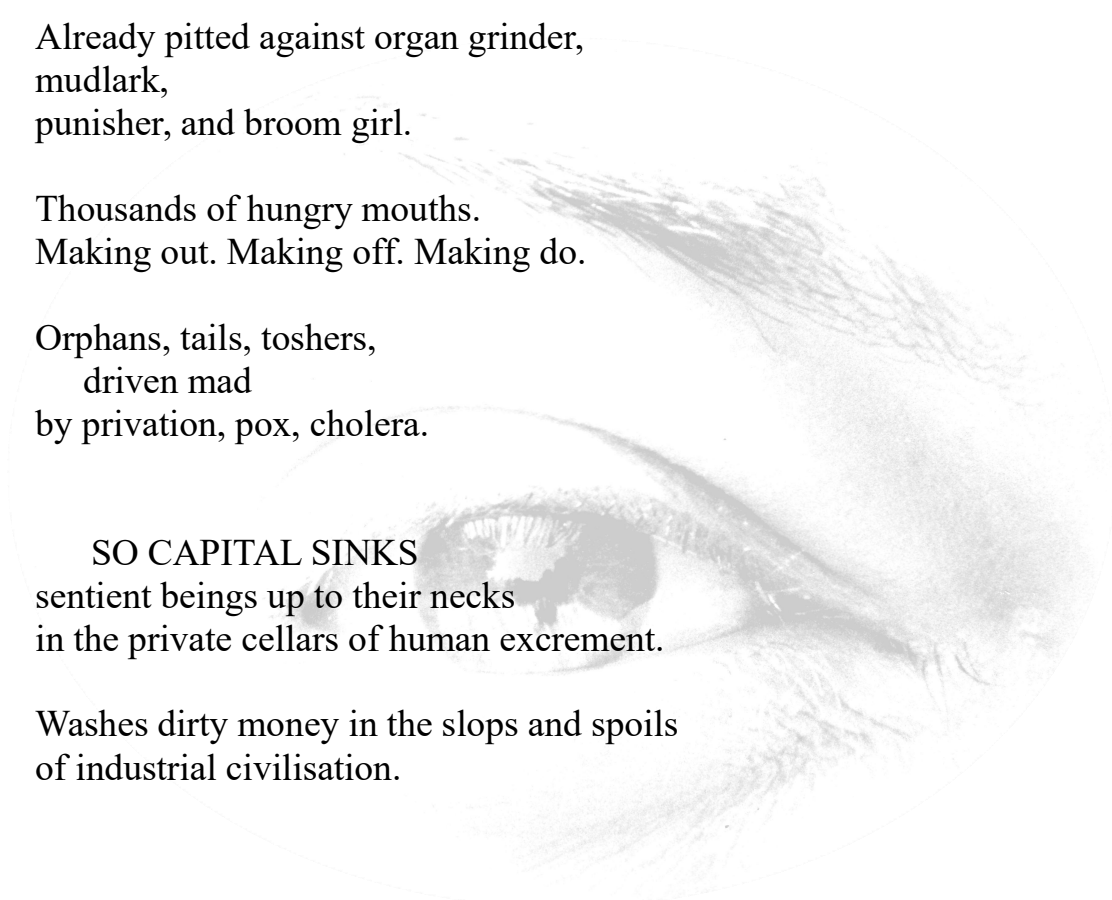 Already pitted against organ grinder,
mudlark,
punisher, and broom girl.
Thousands of hungry mouths.
Making out. Making off. Making do.
Orphans, tails, toshers,
driven mad
by privation, pox, cholera.
SO CAPITAL SINKS
sentient beings up to their necks
in the private cellars of human excrement.
Washes dirty money in the slops and spoils
of industrial civilisation.